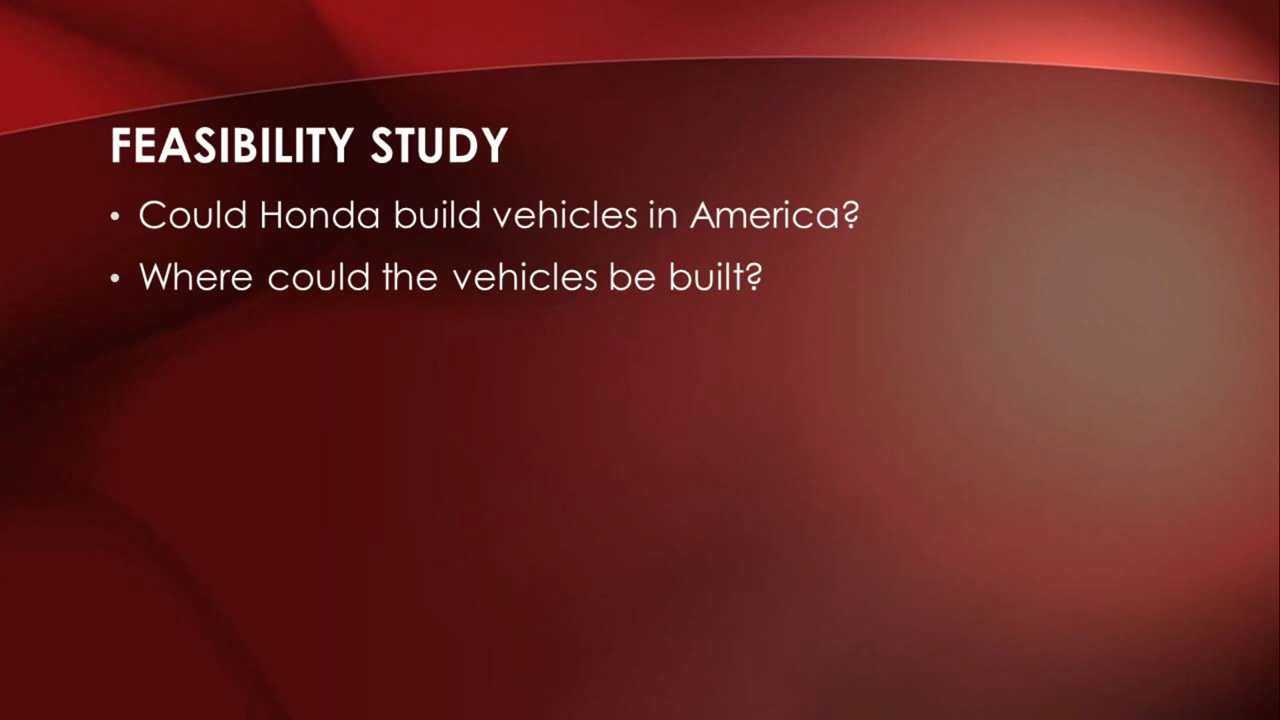 FEASIBILITY STUDY
• Could Honda build vehicles in America?
• Where could the vehicles be built?